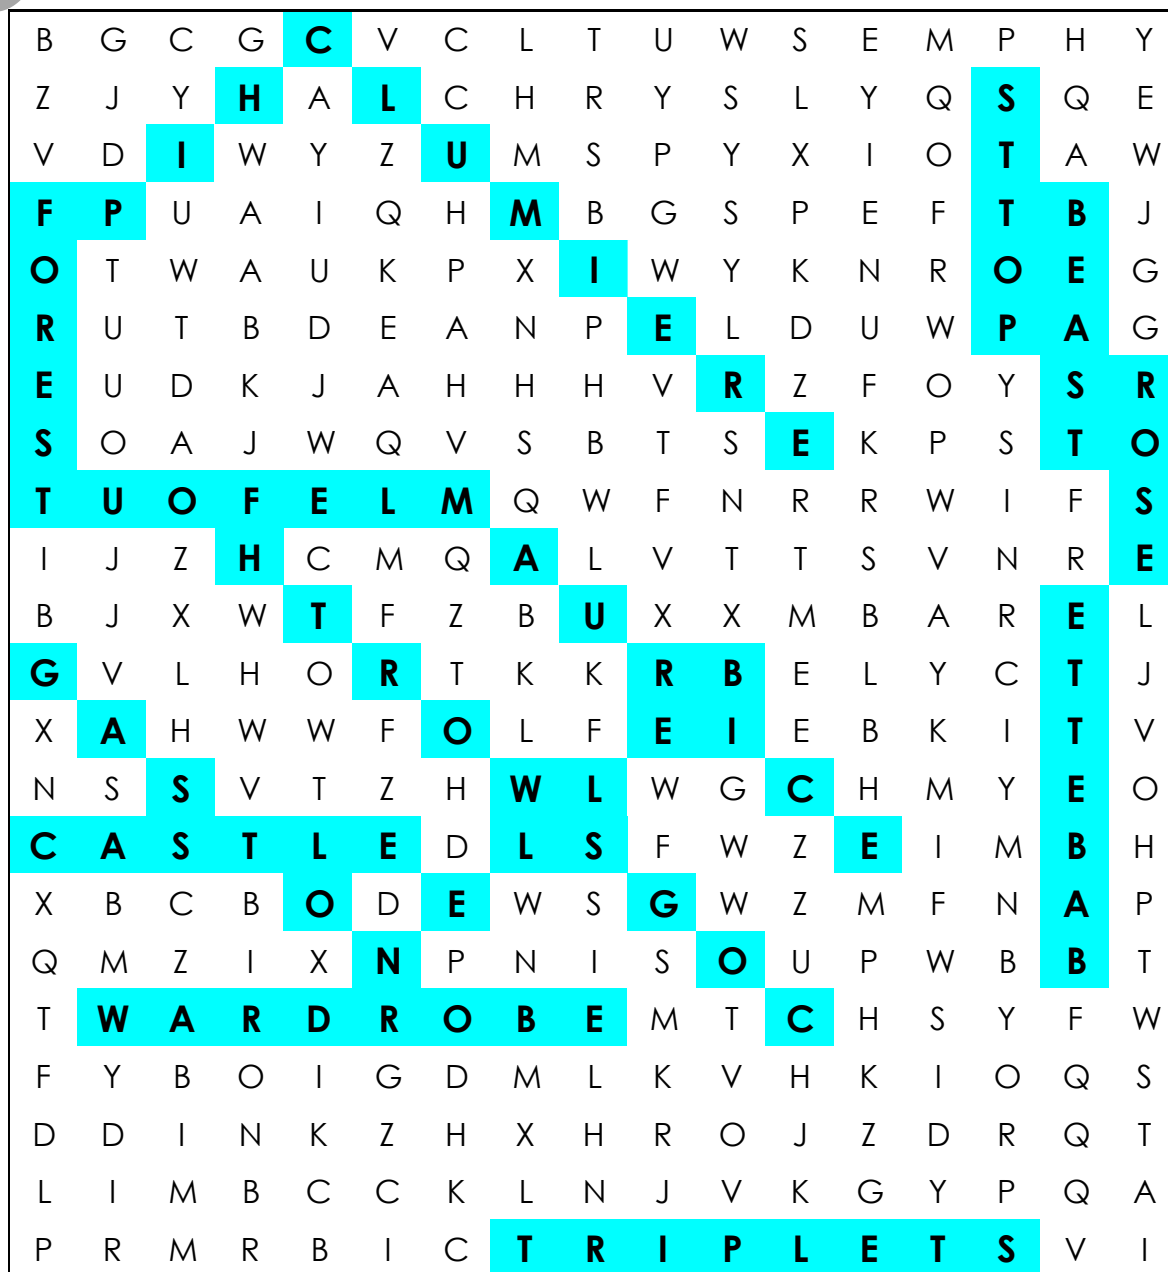 B G C G C V C L T U W S E M P H Y
Z J Y H A L C H R Y S L Y Q S Q E
V D I W Y Z U M S P Y X I O T A W
F P U A I Q H M B G S P E F T B J
O T W A U K P X I W Y K N R O E G
R U T B D E A N P E L D U W P A G
E U D K J A H H H V R Z F O Y S R
S O A J W Q V S B T S E K P S T O
T U O F E L M Q W F N R R W I F S
I J Z H C M Q A L V T T S V N R E
B J X W T F Z B U X X M B A R E L
G V L H O R T K K R B E L Y C T J
X A H W W F O L F E I E B K I T V
N S S V T Z H W L W G C H M Y E O
C A S T L E D L S F W Z E I M B H
X B C B O D E W S G W Z M F N A P
Q M Z I X N P N I S O U P W B B T
T W A R D R O B E M T C H S Y F W
F Y B O I G D M L K V H K I O Q S
D D I N K Z H X H R O J Z D R Q T
L I M B C C K L N J V K G Y P Q A
P R M R B I C T R I P L E T S V I